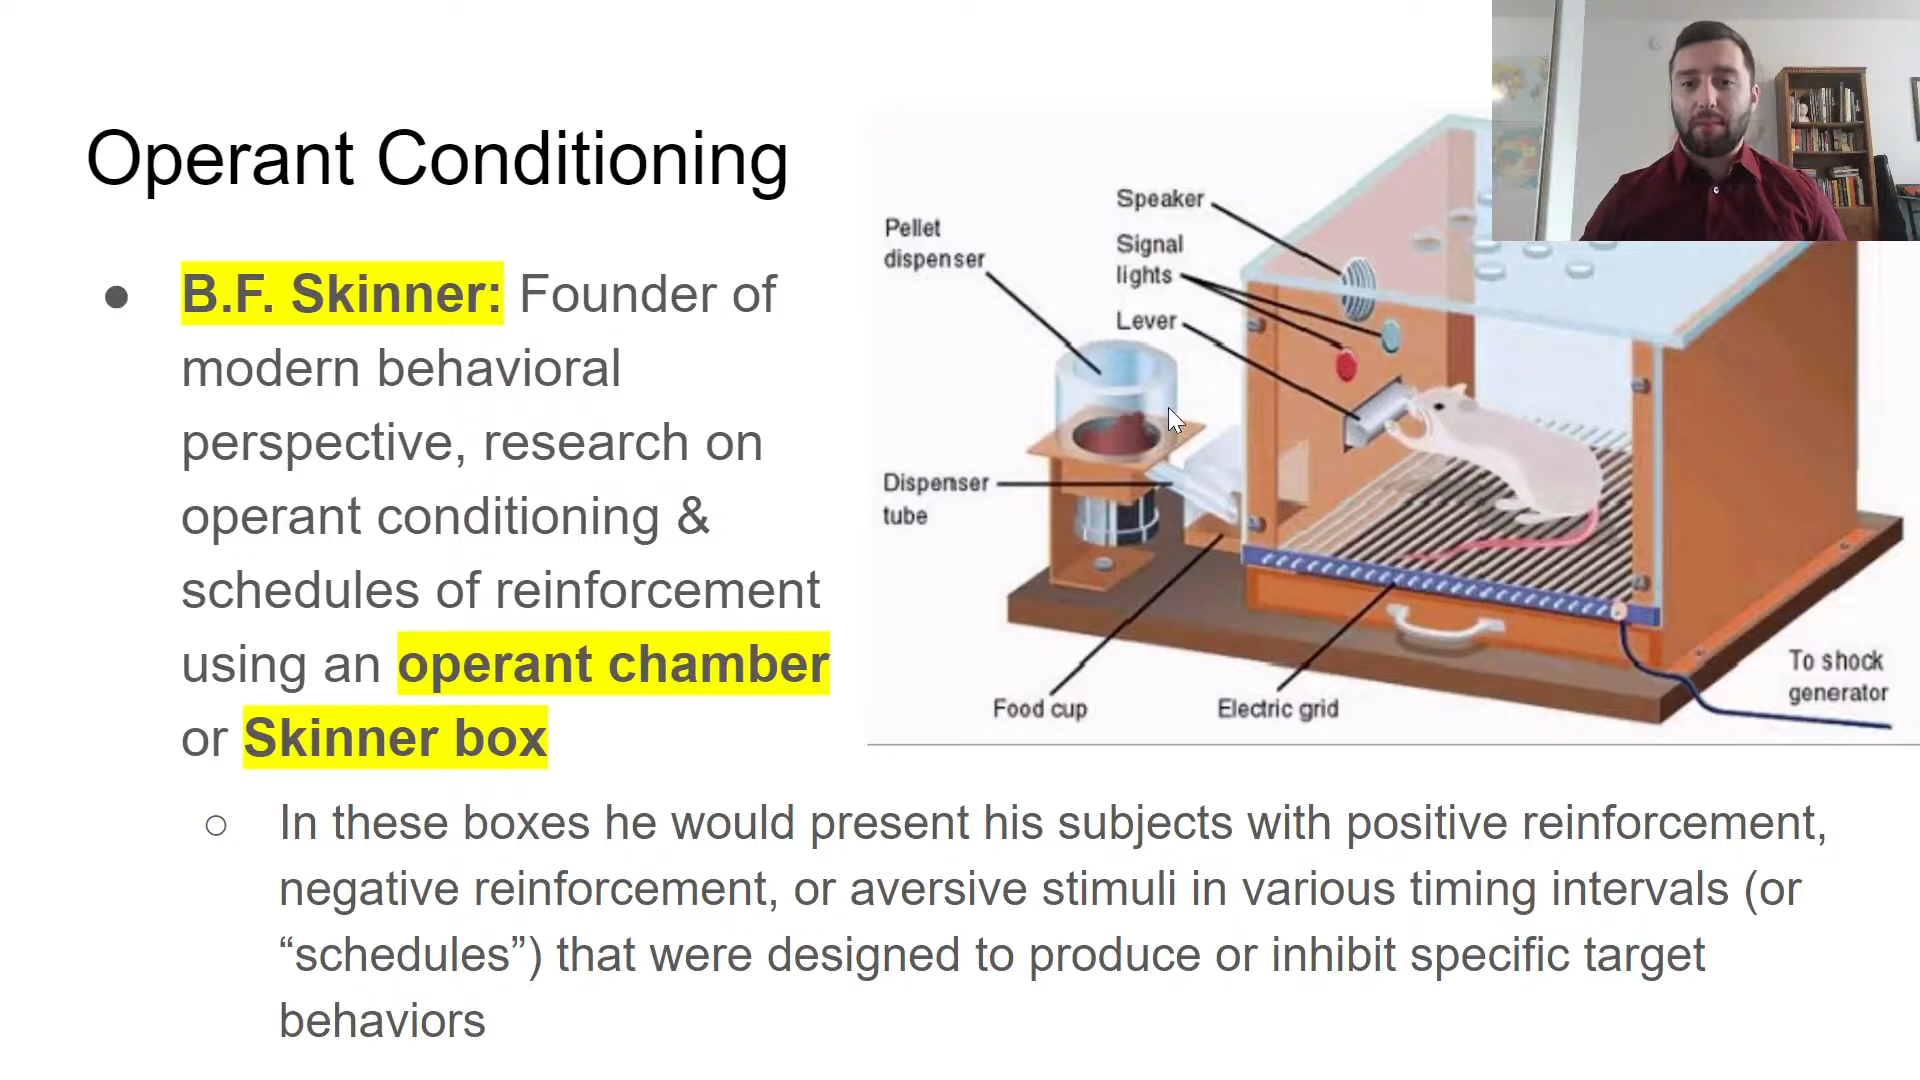 Operant Conditioning
● B.F. Skinner: Founder of
modern behavioral
perspective, research on
operant conditioning &
schedules of reinforcement
using an operant chamber
or Skinner box
○ In these boxes he would present his subjects with positive reinforcement,
negative reinforcement, or aversive stimuli in various timing intervals (or
“schedules”) that were designed to produce or inhibit specific target
behaviors
Speaker
Pellet
dispenser
Signal
lights
Lever
Dispenser
tube
Food cup
Electric grid
To shock
generator